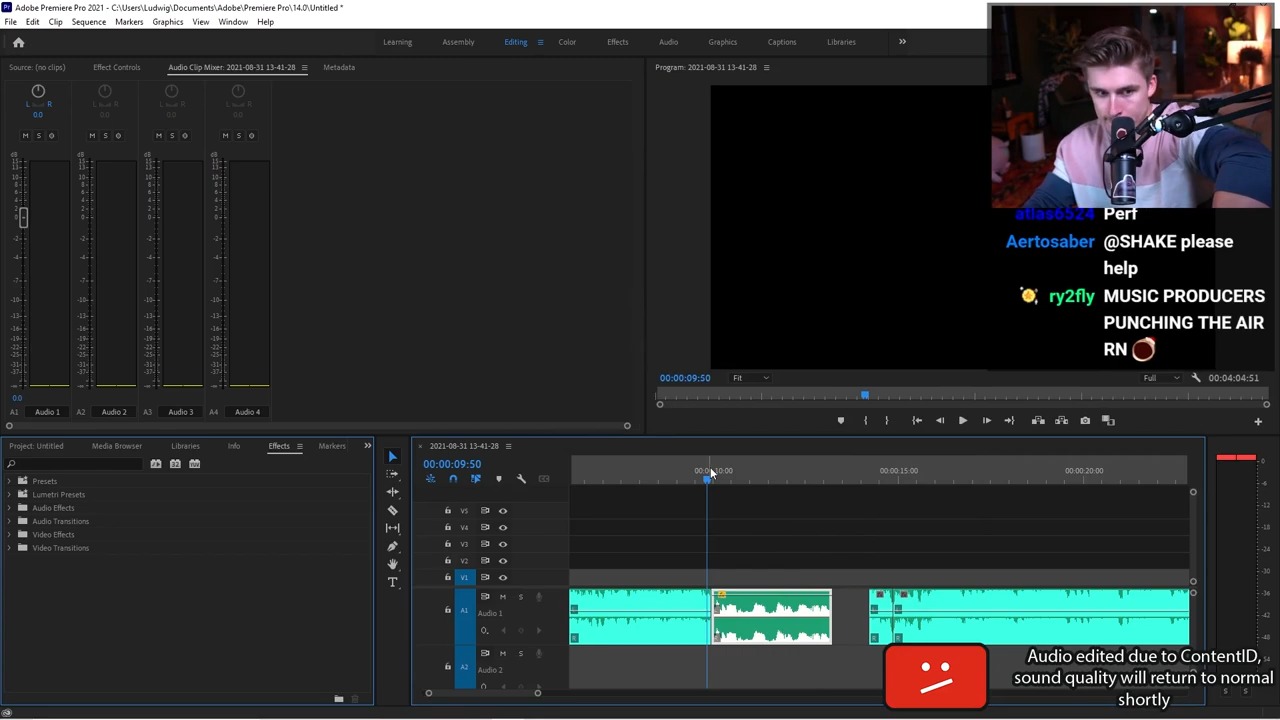 Adobe Premiere Pro 2021 - C:\Users\Ludwig\Documents\Adobe\Premiere Pro\14.0\Untitled *
File Edit Clip Sequence Markers Graphics View Window Help
Learning Assembly Editing Color Effects Audio Graphics Captions Libraries
Source: (no clips) Effect Controls Audio Clip Mixer: 2021-08-31 13-41-28 Metadata
Program: 2021-08-31 13-41-28
L R
0.0 0.0 0.0 0.0
M S M S M S M S
dB dB dB dB
0.0
A1 Audio 1 A2 Audio 2 A3 Audio 3 A4 Audio 4
atlas6524 Perf
Aertosaber @SHAKE please
help
ry2fly MUSIC PRODUCERS
PUNCHING THE AIR
RN
00:00:09:50 Fit Full 00:04:04:51
Project: Untitled Media Browser Libraries Info Effects Markers
Presets
Lumetri Presets
Audio Effects
Audio Transitions
Video Effects
Video Transitions
2021-08-31 13-41-28
00:00:09:50
00:00:10:00 00:00:15:00 00:00:20:00
V5
V4
V3
V2
V1
A1 M S
Audio 1
A2 M S
Audio 2
Audio edited due to ContentID,
sound quality will return to normal
shortly